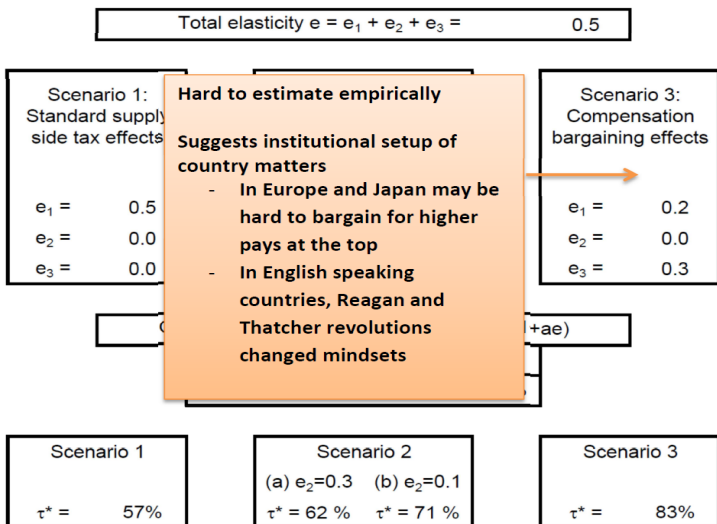 Total elasticity e = e₁ + e₂ + e₃ = 0.5
Scenario 1:
Standard supply
side tax effects
e₁ = 0.5
e₂ = 0.0
e₃ = 0.0
Hard to estimate empirically
Suggests institutional setup of
country matters
- In Europe and Japan may be
hard to bargain for higher
pays at the top
- In English speaking
countries, Reagan and
Thatcher revolutions
changed mindsets
Scenario 3:
Compensation
bargaining effects
e₁ = 0.2
e₂ = 0.0
e₃ = 0.3
+ae)
Scenario 1
τ* = 57%
Scenario 2
(a) e₂=0.3 (b) e₂=0.1
τ* = 62 % τ* = 71 %
Scenario 3
τ* = 83%